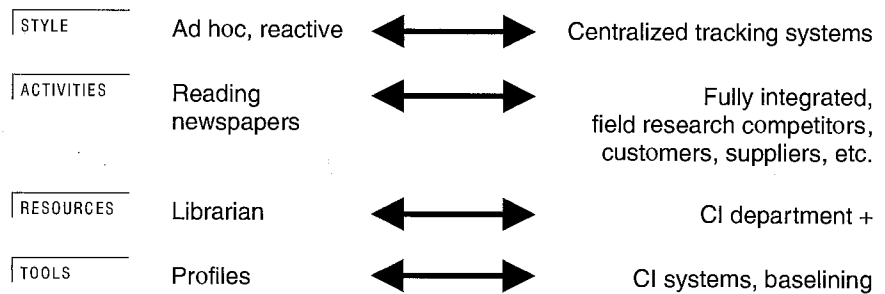 STYLE Ad hoc, reactive Centralized tracking systems
ACTIVITIES Reading Fully integrated,
newspapers field research competitors,
customers, suppliers, etc.
RESOURCES Librarian CI department +
TOOLS Profiles CI systems, baselining